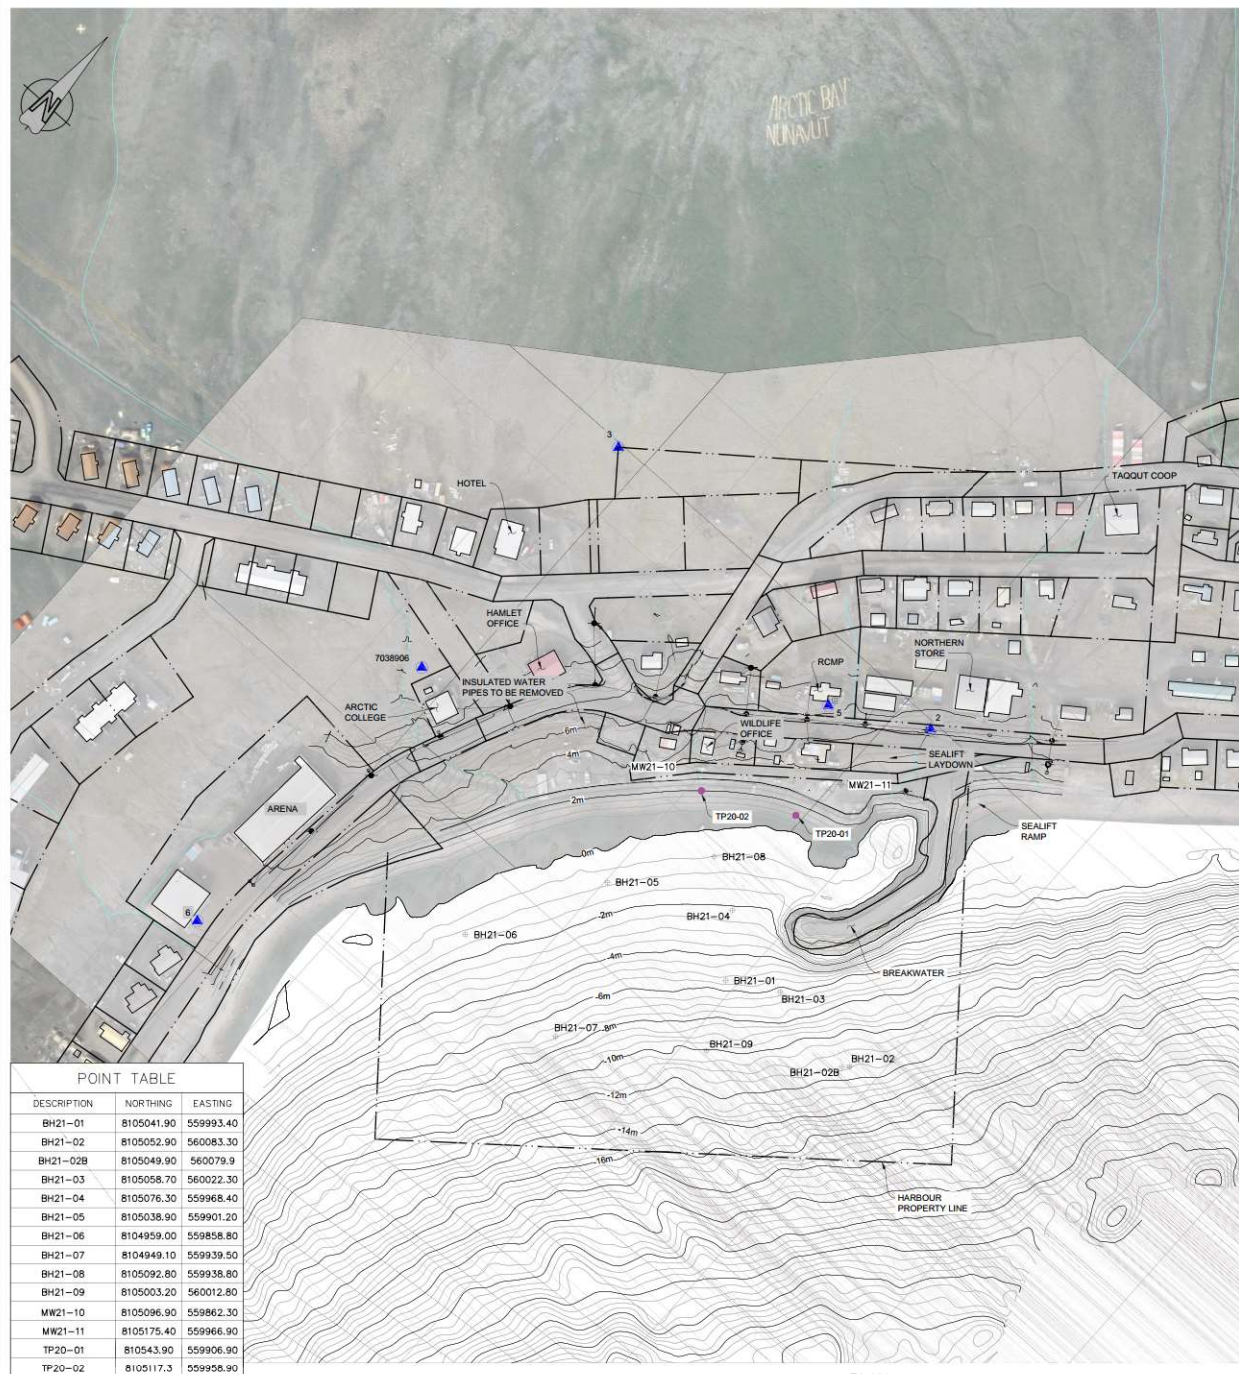 N
ARCTIC BAY
NUNAVUT
3
HOTEL
TAQQUT COOP
HAMLET
OFFICE
7038906
INSULATED WATER
PIPES TO BE REMOVED
ARCTIC
COLLEGE
RCMP
NORTHERN
STORE
5
2
WILDLIFE
OFFICE
SEALIFT
LAYDOWN
6m
4m
2m
MW21-10
MW21-11
TP20-02
TP20-01
SEALIFT
RAMP
ARENA
0m
BH21-08
BH21-05
-2m
BH21-04
6
BH21-06
-4m
BREAKWATER
BH21-01
-6m
BH21-03
BH21-07
-8m
BH21-09
-10m
BH21-02
BH21-02B
-12m
-14m
-16m
HARBOUR
PROPERTY LINE
POINT TABLE
DESCRIPTION NORTHING EASTING
BH21-01 8105041.90 559993.40
BH21-02 8105052.90 560083.30
BH21-02B 8105049.90 560079.9
BH21-03 8105058.70 560022.30
BH21-04 8105076.30 559968.40
BH21-05 8105038.90 559901.20
BH21-06 8104959.00 559858.80
BH21-07 8104949.10 559939.50
BH21-08 8105092.80 559938.80
BH21-09 8105003.20 560012.80
MW21-10 8105096.90 559862.30
MW21-11 8105175.40 559966.90
TP20-01 810543.90 559906.90
TP20-02 8105117.3 559958.90